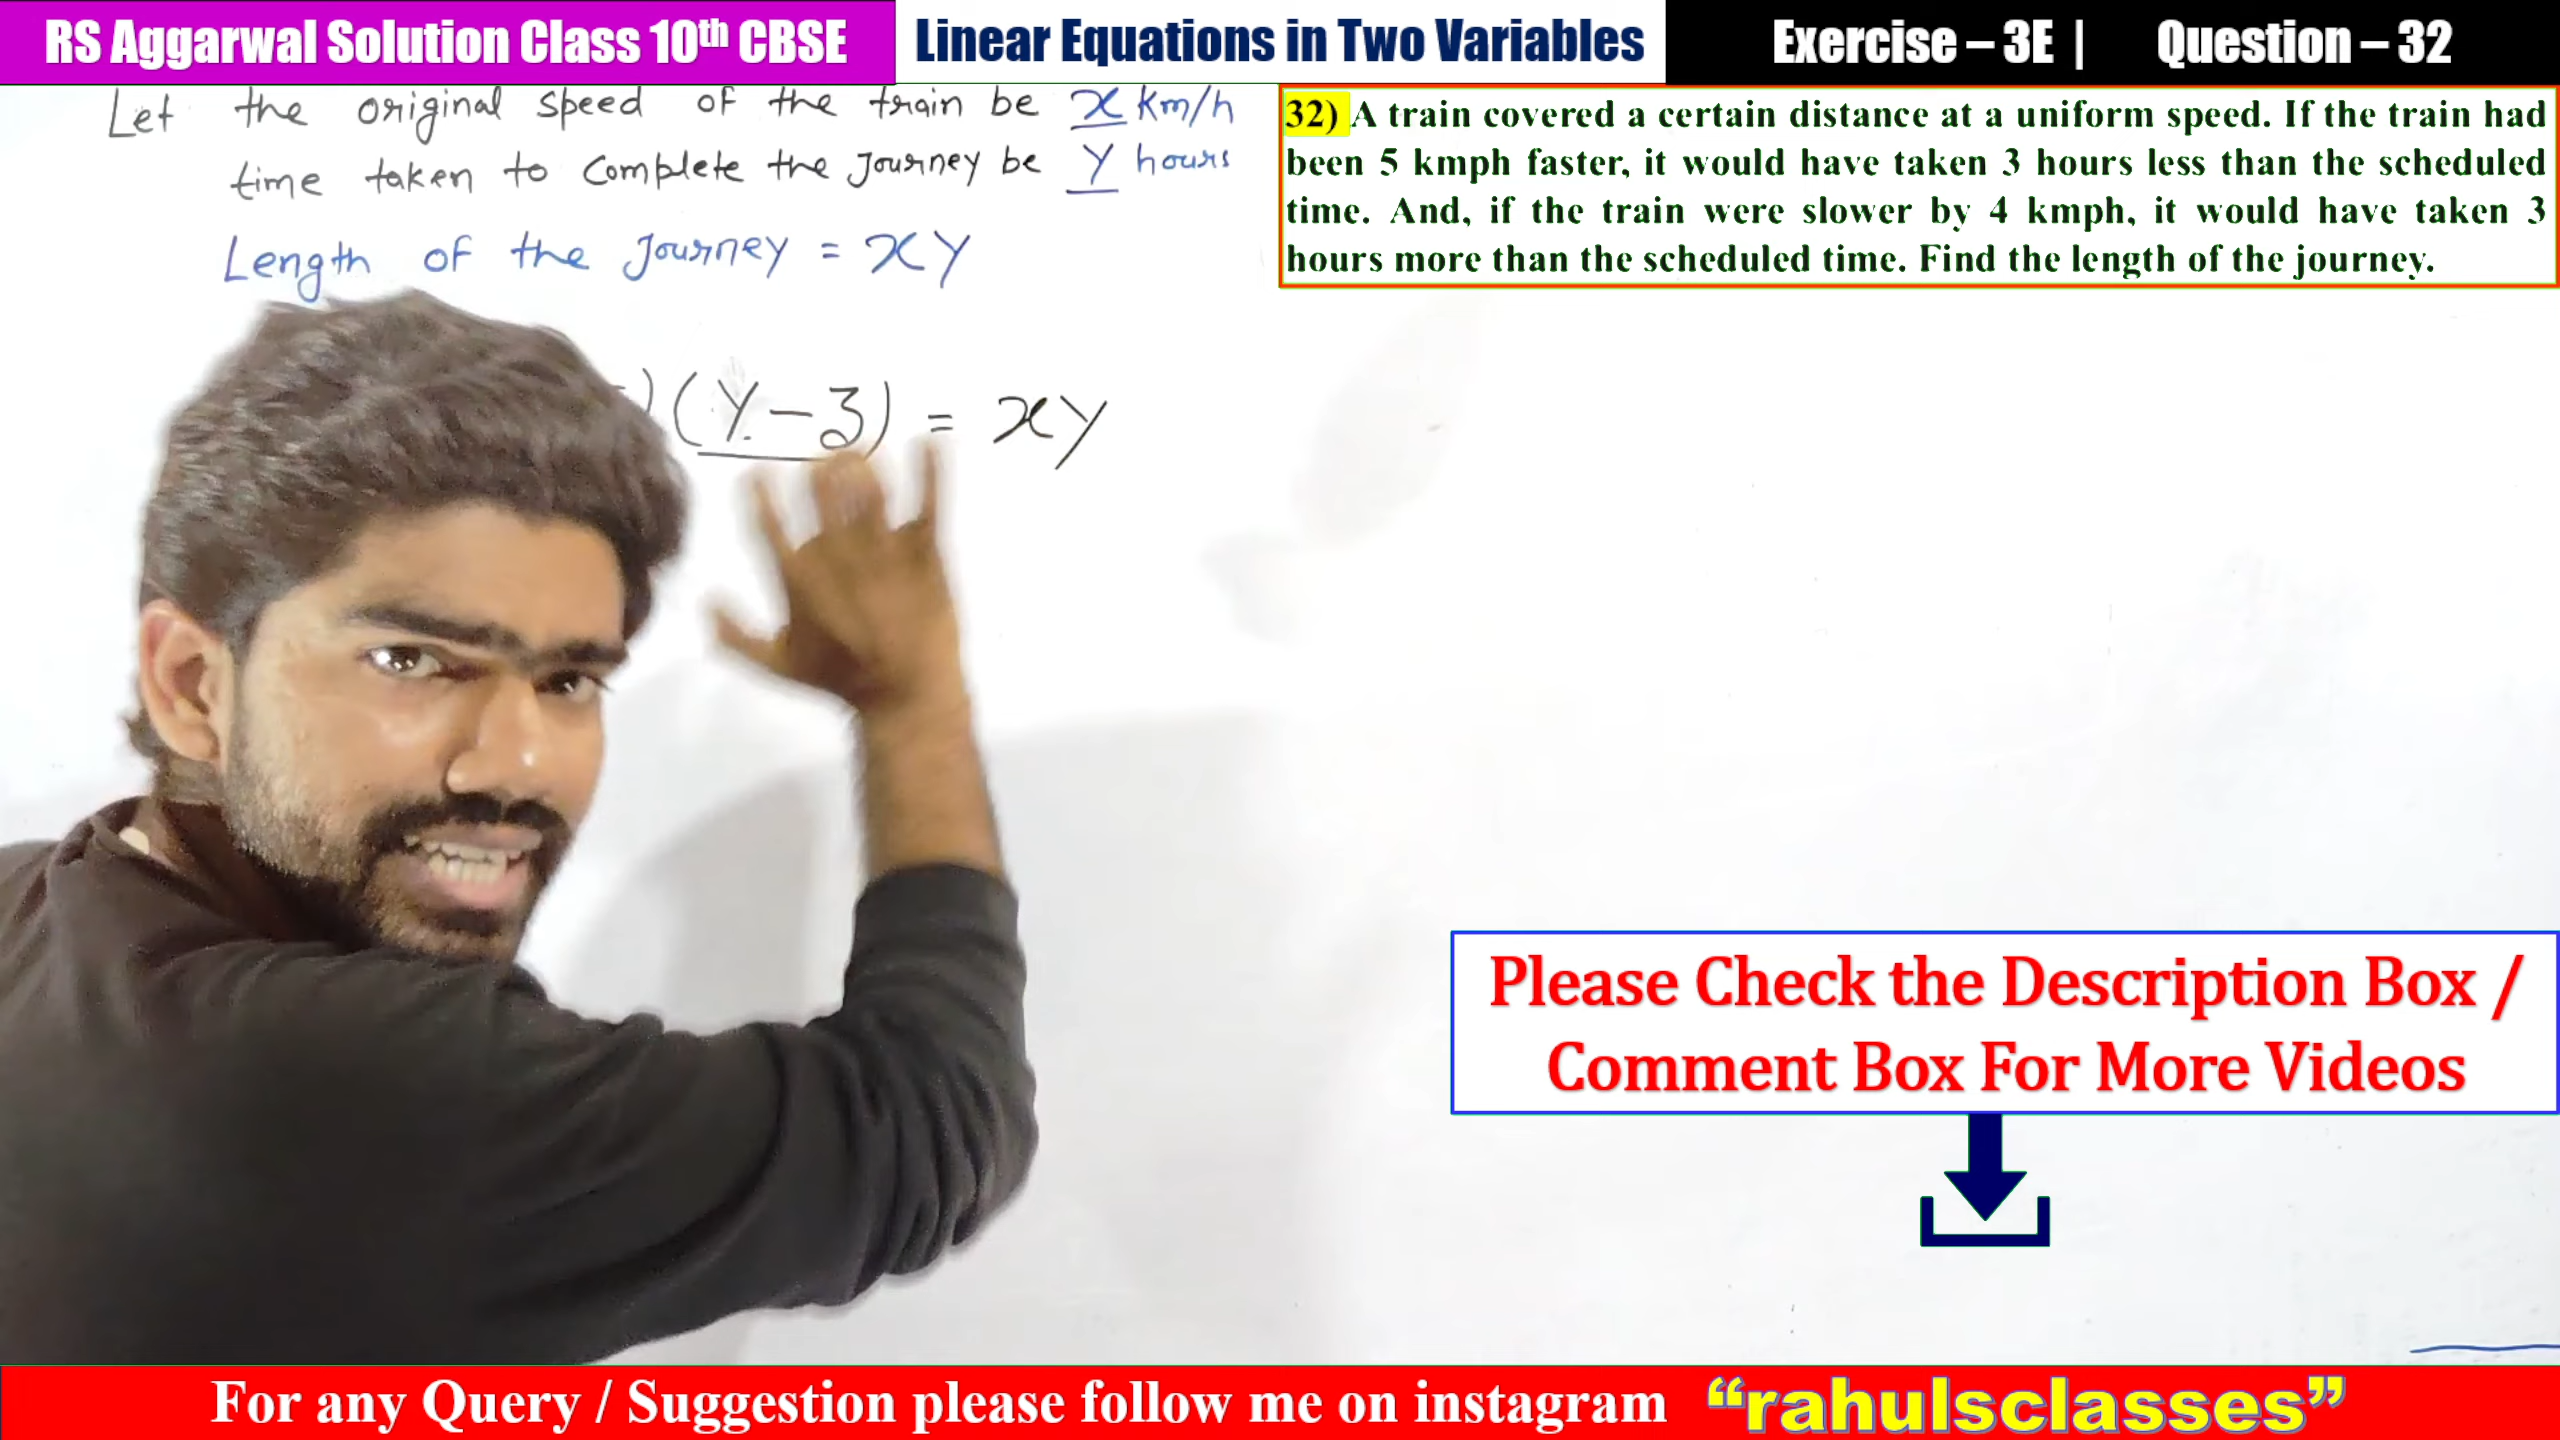 RS Aggarwal Solution Class 10th CBSE
Linear Equations in Two Variables
Exercise – 3E |
Question – 32
Let the original speed of the train be x km/h
time taken to complete the Journey be Y hours
Length of the Journey = xY
) (Y-3) = xY
32) A train covered a certain distance at a uniform speed. If the train had
been 5 kmph faster, it would have taken 3 hours less than the scheduled
time. And, if the train were slower by 4 kmph, it would have taken 3
hours more than the scheduled time. Find the length of the journey.
Please Check the Description Box /
Comment Box For More Videos
For any Query / Suggestion please follow me on instagram “rahulsclasses”